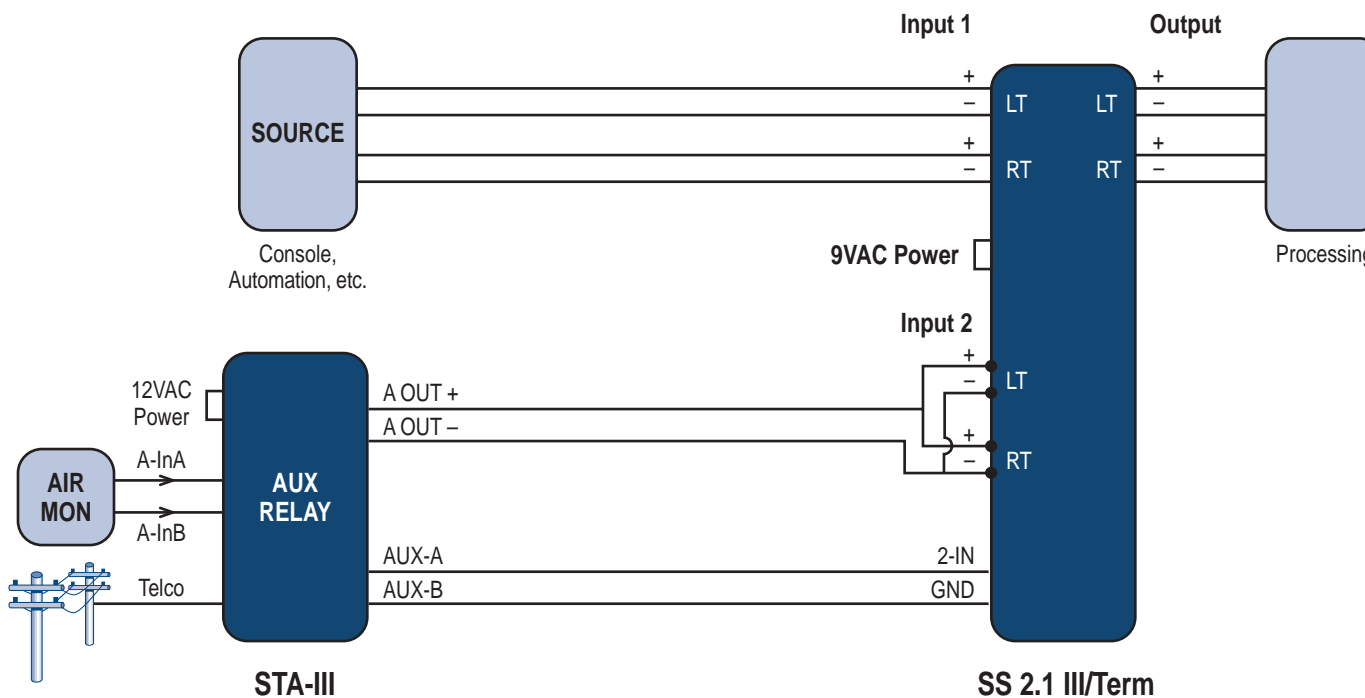 Input 1
Output
SOURCE
Console,
Automation, etc.
+
–
+
–
LT
RT
LT
RT
+
–
+
–
Processing
9VAC Power
Input 2
+
–
+
–
LT
RT
12VAC
Power
AIR
MON
A-InA
A-InB
Telco
AUX
RELAY
A OUT +
A OUT –
AUX-A
AUX-B
2-IN
GND
STA-III
SS 2.1 III/Term